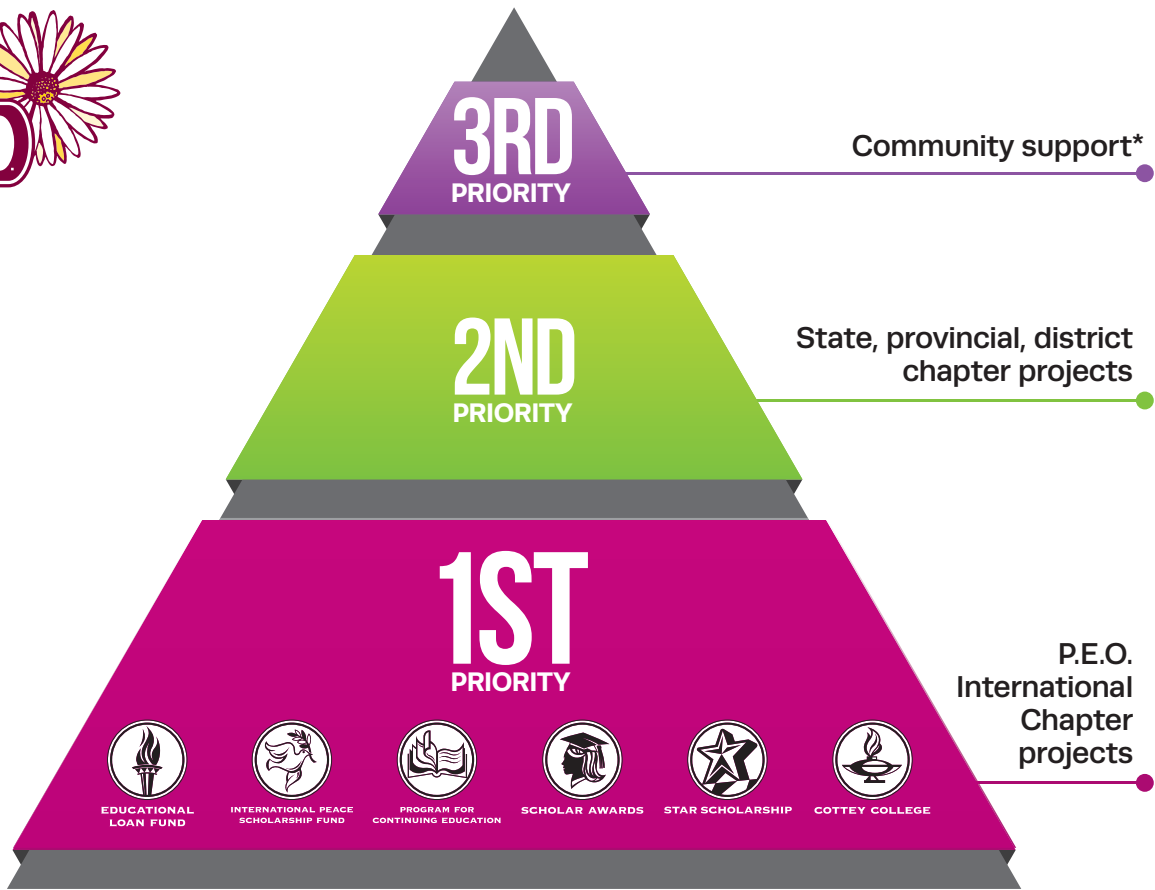 3RD
PRIORITY
Community support*
2ND
PRIORITY
State, provincial, district
chapter projects
1ST
PRIORITY
P.E.O.
International
Chapter
projects
EDUCATIONAL
LOAN FUND
INTERNATIONAL PEACE
SCHOLARSHIP FUND
PROGRAM FOR
CONTINUING EDUCATION
SCHOLAR AWARDS
STAR SCHOLARSHIP
COTTEY COLLEGE